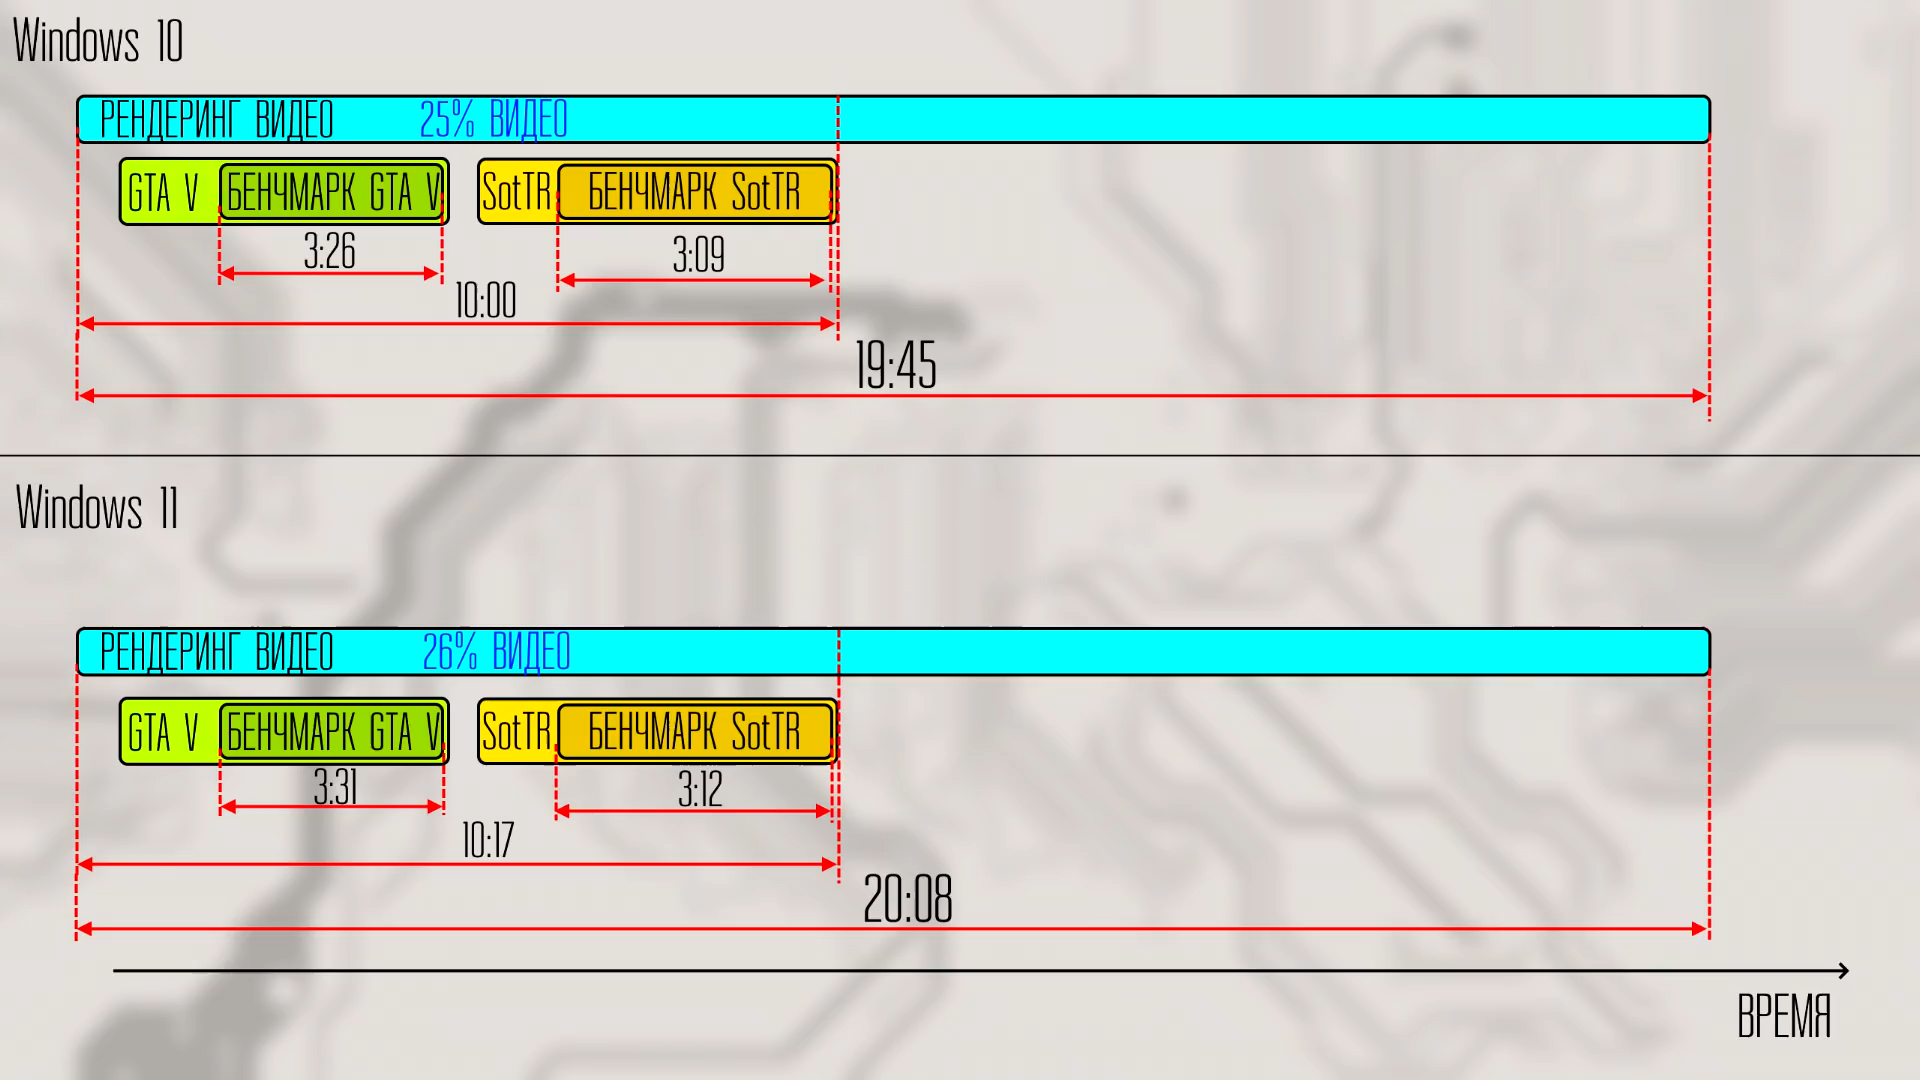 Windows 10
РЕНДЕРИНГ ВИДЕО 25% ВИДЕО
GTA V БЕНЧМАРК GTA V SotTR БЕНЧМАРК SotTR
3:26 3:09
10:00
19:45
Windows 11
РЕНДЕРИНГ ВИДЕО 26% ВИДЕО
GTA V БЕНЧМАРК GTA V SotTR БЕНЧМАРК SotTR
3:31 3:12
10:17
20:08
ВРЕМЯ